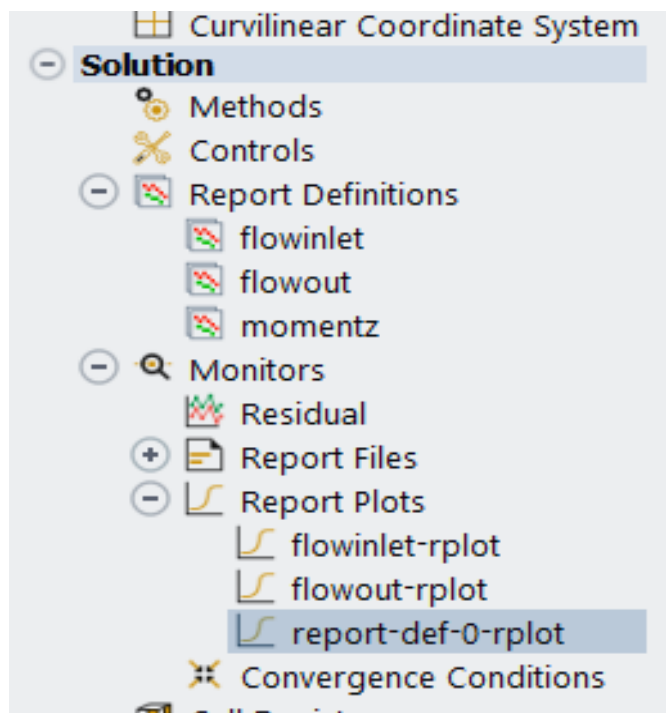 Curvilinear Coordinate System
Solution
Methods
Controls
Report Definitions
flowinlet
flowout
momentz
Monitors
Residual
Report Files
Report Plots
flowinlet-rplot
flowout-rplot
report-def-0-rplot
Convergence Conditions